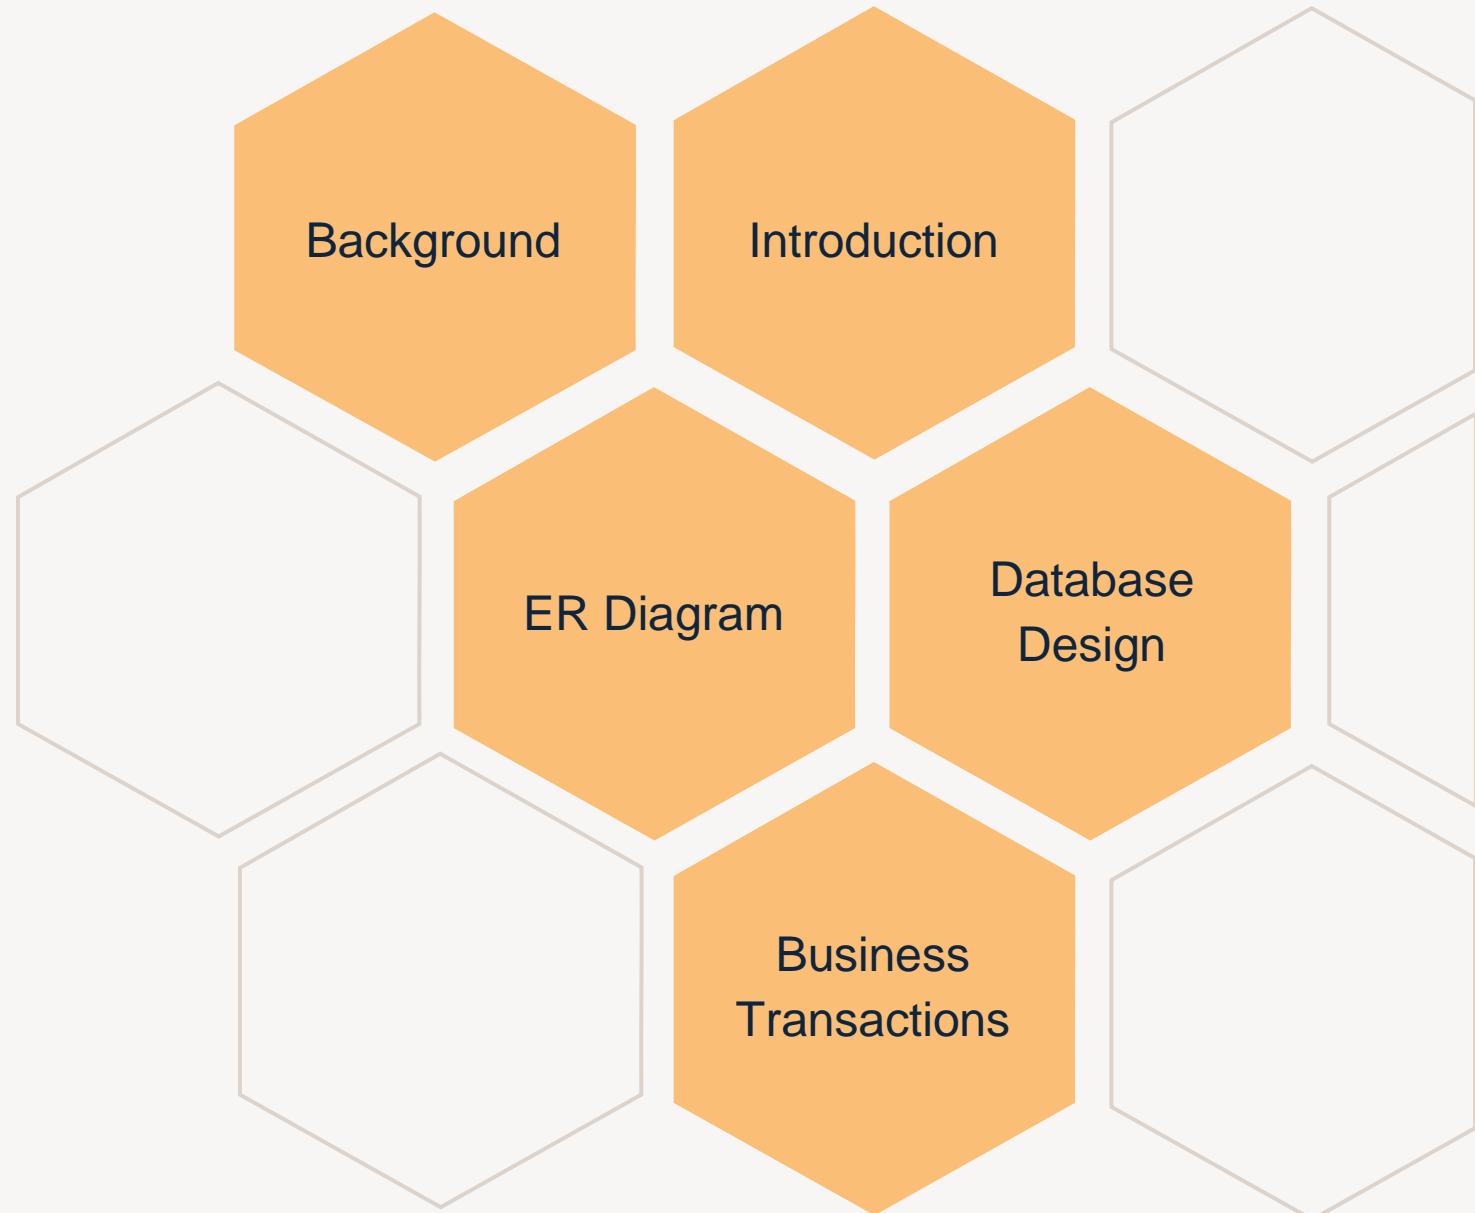 Background
Introduction
ER Diagram
Database
Design
Business
Transactions